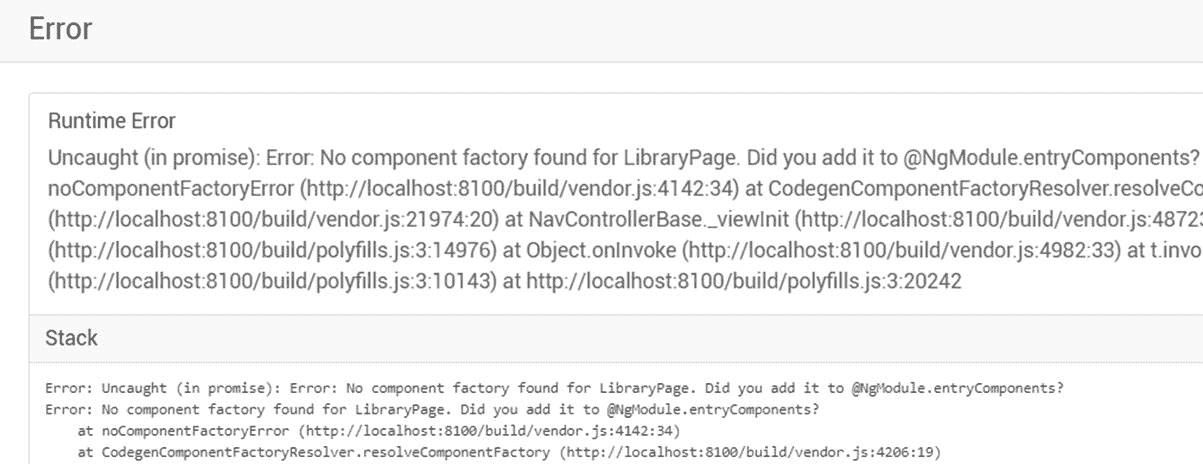 Error
Runtime Error
Uncaught (in promise): Error: No component factory found for LibraryPage. Did you add it to @NgModule.entryComponents?
noComponentFactoryError (http://localhost:8100/build/vendor.js:4142:34) at CodegenComponentFactoryResolver.resolveCo
(http://localhost:8100/build/vendor.js:21974:20) at NavControllerBase._viewInit (http://localhost:8100/build/vendor.js:48723
(http://localhost:8100/build/polyfills.js:3:14976) at Object.onInvoke (http://localhost:8100/build/vendor.js:4982:33) at t.invo
(http://localhost:8100/build/polyfills.js:3:10143) at http://localhost:8100/build/polyfills.js:3:20242
Stack
Error: Uncaught (in promise): Error: No component factory found for LibraryPage. Did you add it to @NgModule.entryComponents?
Error: No component factory found for LibraryPage. Did you add it to @NgModule.entryComponents?
at noComponentFactoryError (http://localhost:8100/build/vendor.js:4142:34)
at CodegenComponentFactoryResolver.resolveComponentFactory (http://localhost:8100/build/vendor.js:4206:19)